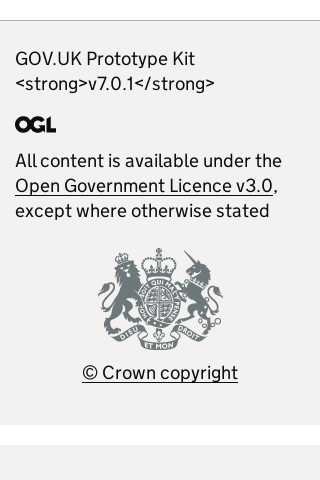 GOV.UK Prototype Kit
<strong>v7.0.1</strong>
OGL
All content is available under the
Open Government Licence v3.0,
except where otherwise stated
DIEU ET MON DROIT
© Crown copyright